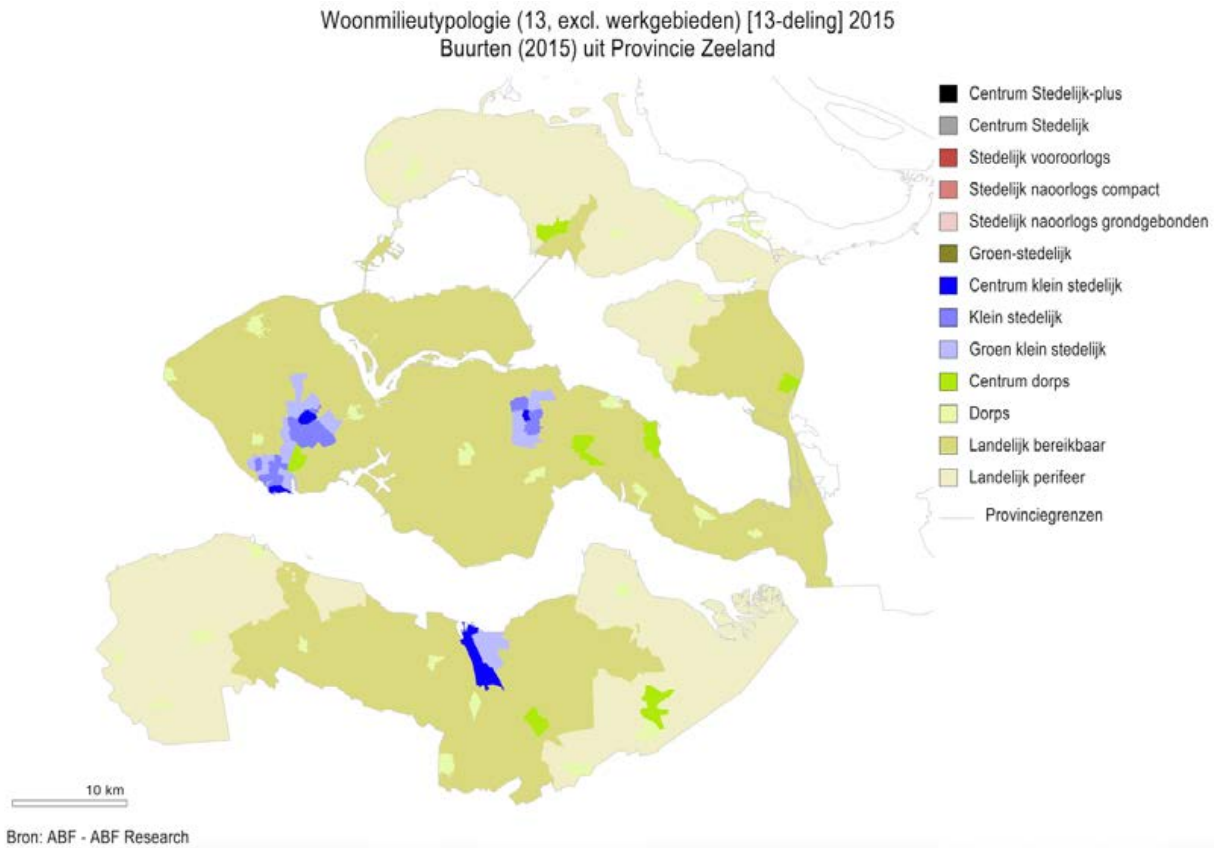 Woonmilieutypologie (13, excl. werkgebieden) [13-deling] 2015
Buurten (2015) uit Provincie Zeeland
Centrum Stedelijk-plus
Centrum Stedelijk
Stedelijk vooroorlogs
Stedelijk naoorlogs compact
Stedelijk naoorlogs grondgebonden
Groen-stedelijk
Centrum klein stedelijk
Klein stedelijk
Groen klein stedelijk
Centrum dorps
Dorps
Landelijk bereikbaar
Landelijk perifeer
Provinciegrenzen
10 km
Bron: ABF - ABF Research